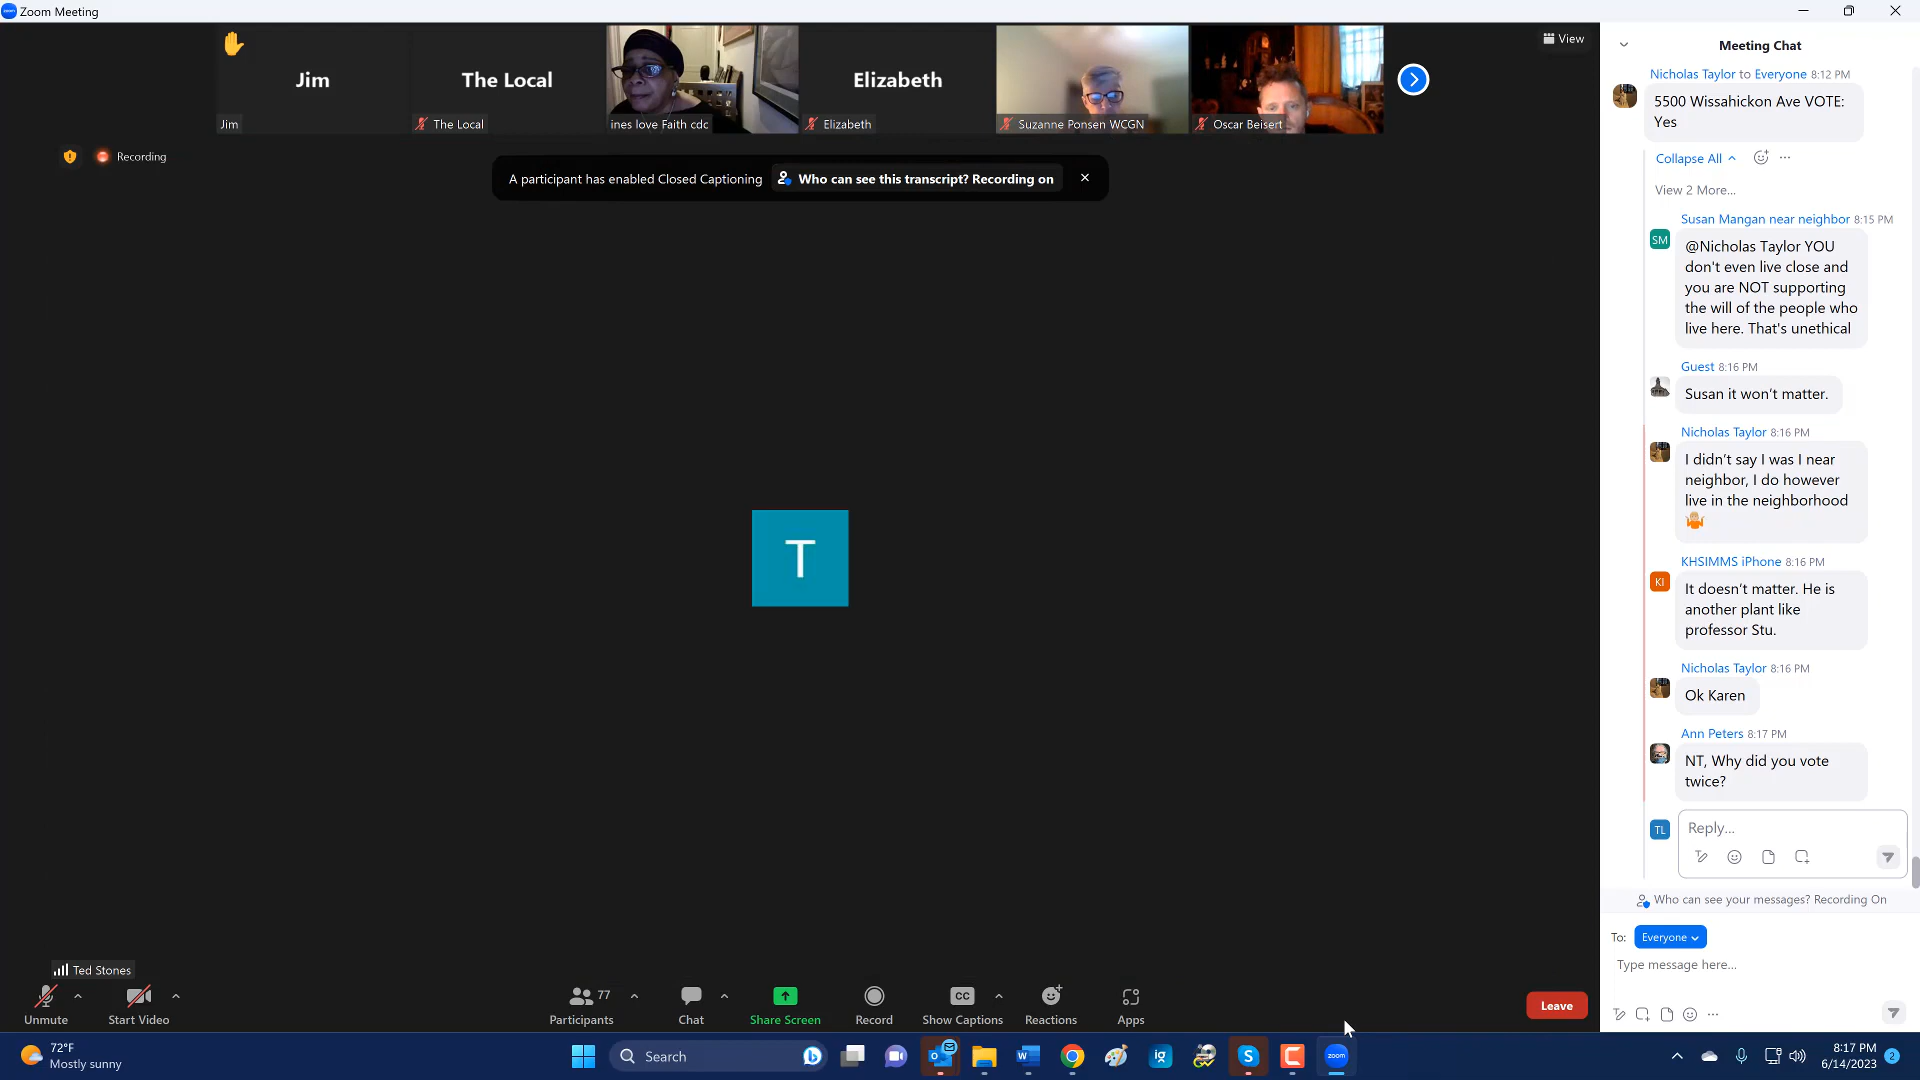 Zoom Meeting
Jim
Jim
The Local
The Local
ines love Faith cdc
Elizabeth
Elizabeth
Suzanne Ponsen WCGN
Oscar Beisert
View
Recording
A participant has enabled Closed Captioning
Who can see this transcript? Recording on
T
Ted Stones
Unmute
Start Video
77
Participants
Chat
Share Screen
Record
CC
Show Captions
Reactions
Apps
Leave
Meeting Chat
Nicholas Taylor to Everyone 8:12 PM
5500 Wissahickon Ave VOTE:
Yes
Collapse All
View 2 More...
Susan Mangan near neighbor 8:15 PM
SM
@Nicholas Taylor YOU
don't even live close and
you are NOT supporting
the will of the people who
live here. That's unethical
Guest 8:16 PM
Susan it won't matter.
Nicholas Taylor 8:16 PM
I didn't say I was I near
neighbor, I do however
live in the neighborhood
KHSIMMS iPhone 8:16 PM
KI
It doesn't matter. He is
another plant like
professor Stu.
Nicholas Taylor 8:16 PM
Ok Karen
Ann Peters 8:17 PM
NT, Why did you vote
twice?
TL
Reply...
Who can see your messages? Recording On
To: Everyone
Type message here...
72°F
Mostly sunny
Search
zoom
8:17 PM
6/14/2023
2